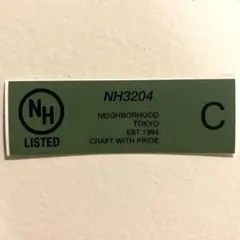 NH
LISTED
NH3204
NEIGHBORHOOD
TOKYO
EST.1994
CRAFT WITH PRIDE
C